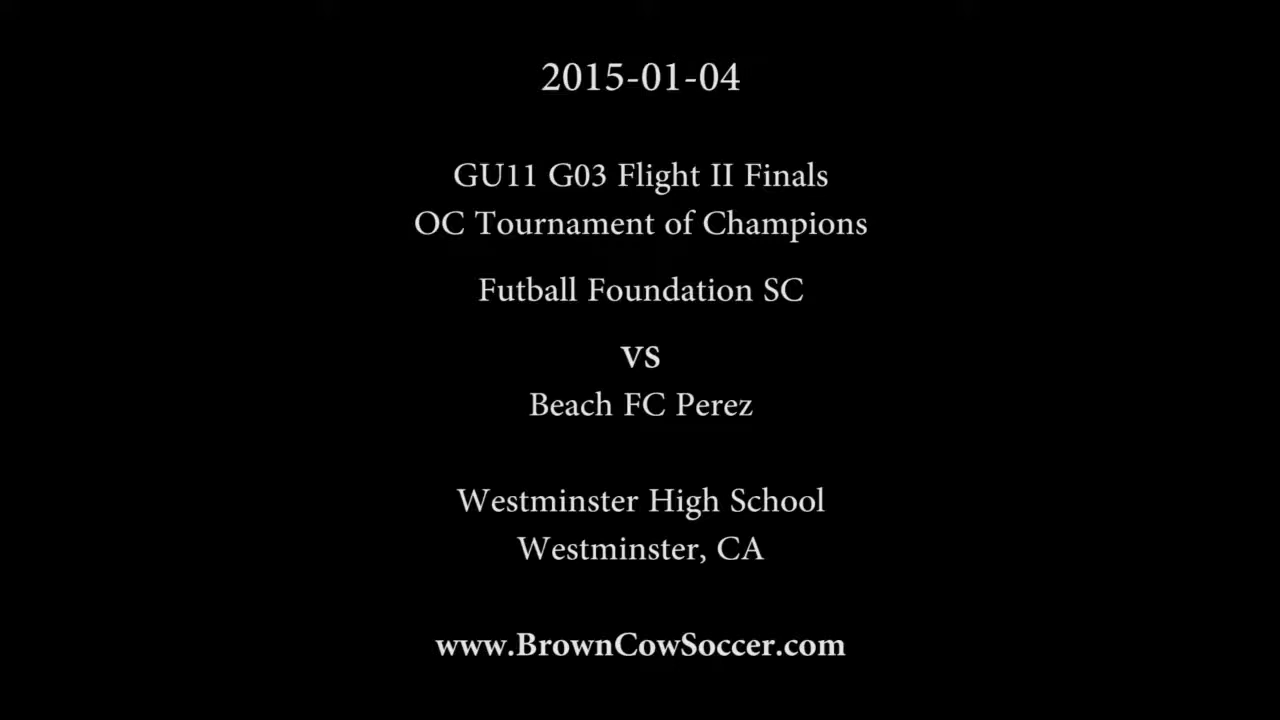 2015-01-04
GU11 G03 Flight II Finals
OC Tournament of Champions
Futball Foundation SC
vs
Beach FC Perez
Westminster High School
Westminster, CA
www.BrownCowSoccer.com